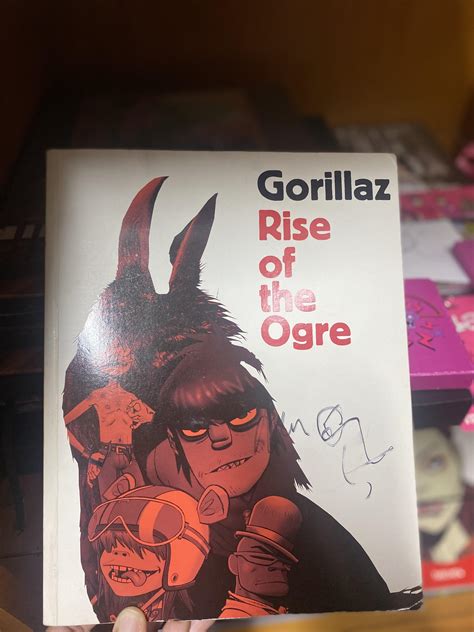 Gorillaz
Rise
of
the
Ogre